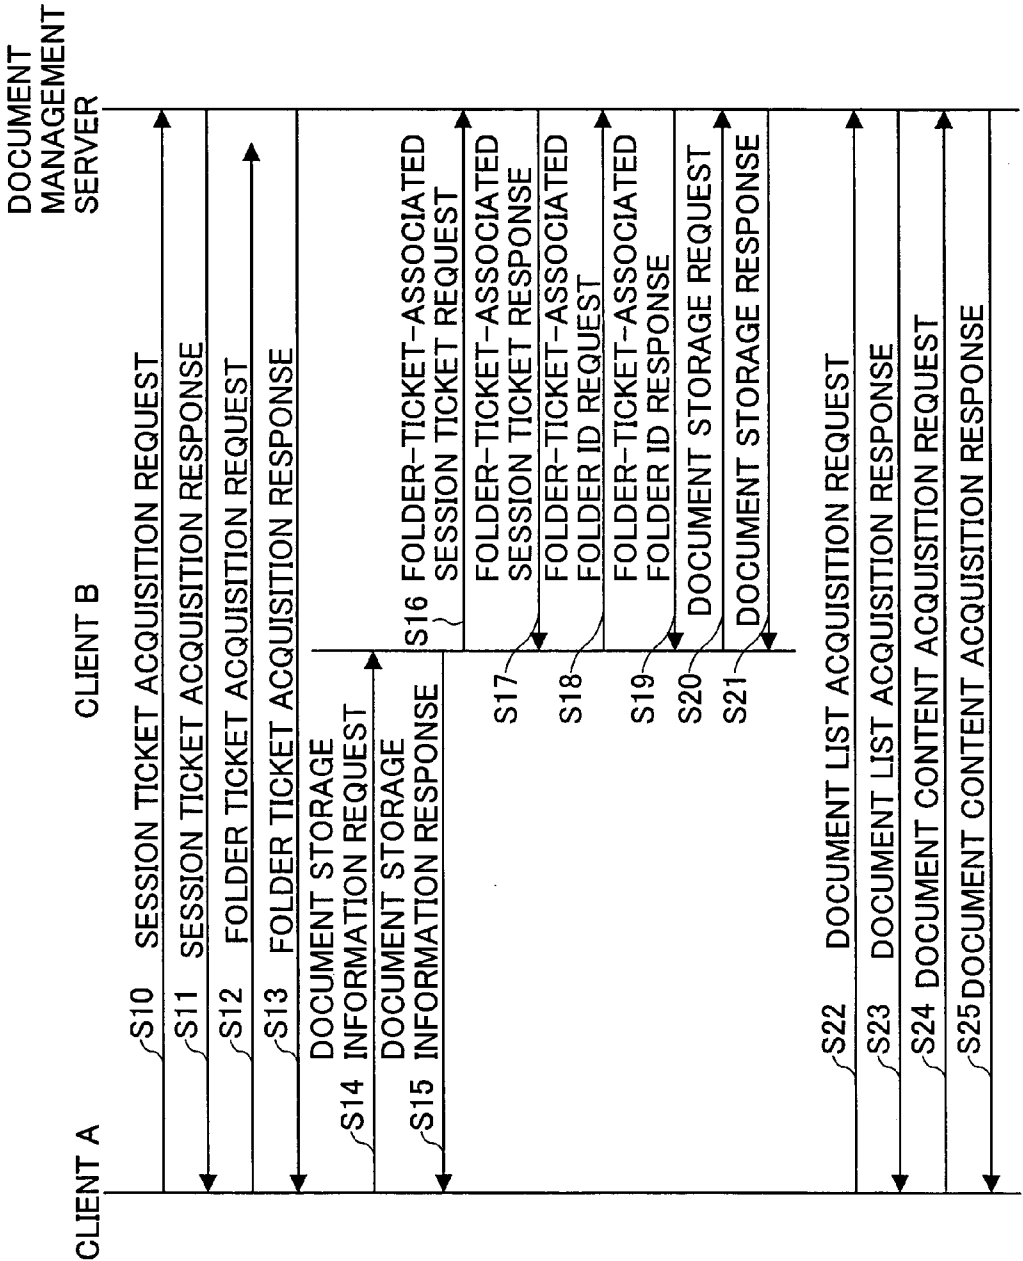 CLIENT A
CLIENT B
DOCUMENT
MANAGEMENT
SERVER
S10
SESSION TICKET ACQUISITION REQUEST
S11
SESSION TICKET ACQUISITION RESPONSE
S12
FOLDER TICKET ACQUISITION REQUEST
S13
FOLDER TICKET ACQUISITION RESPONSE
DOCUMENT STORAGE
S14 INFORMATION REQUEST
DOCUMENT STORAGE
S15 INFORMATION RESPONSE
S16 FOLDER-TICKET-ASSOCIATED
SESSION TICKET REQUEST
FOLDER-TICKET-ASSOCIATED
SESSION TICKET RESPONSE
S17
FOLDER-TICKET-ASSOCIATED
FOLDER ID REQUEST
S18
FOLDER-TICKET-ASSOCIATED
FOLDER ID RESPONSE
S19
DOCUMENT STORAGE REQUEST
S20
DOCUMENT STORAGE RESPONSE
S21
S22
DOCUMENT LIST ACQUISITION REQUEST
S23
DOCUMENT LIST ACQUISITION RESPONSE
S24 DOCUMENT CONTENT ACQUISITION REQUEST
S25 DOCUMENT CONTENT ACQUISITION RESPONSE